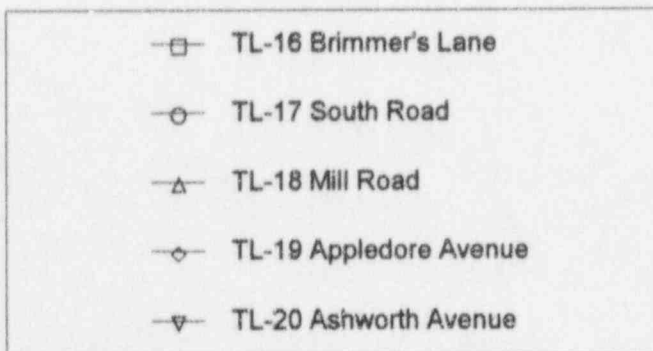 TL-16 Brimmer's Lane
TL-17 South Road
TL-18 Mill Road
TL-19 Appledore Avenue
TL-20 Ashworth Avenue